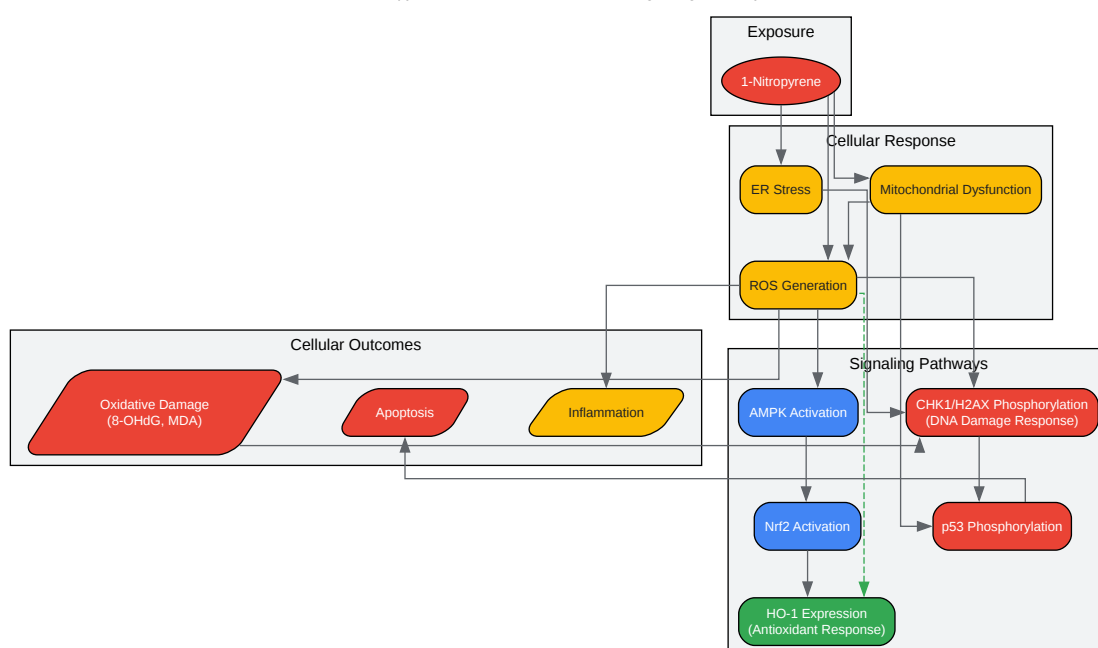 Exposure
1-Nitropyrene
Cellular Response
ER Stress
Mitochondrial Dysfunction
ROS Generation
Cellular Outcomes
Oxidative Damage
(8-OHdG, MDA)
Apoptosis
Inflammation
Signaling Pathways
AMPK Activation
CHK1/H2AX Phosphorylation
(DNA Damage Response)
Nrf2 Activation
p53 Phosphorylation
HO-1 Expression
(Antioxidant Response)